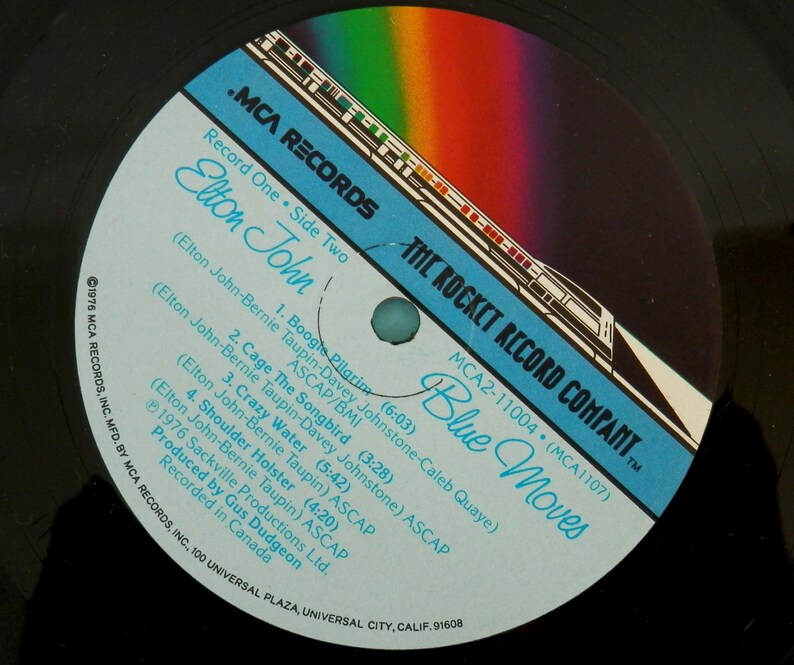 MCA RECORDS
THE ROCKET RECORD COMPANY™
Record One • Side Two
MCA2-11004 • (MCA1107)
Elton John
Blue Moves
1. Boogie Pilgrim (6:03)
(Elton John-Bernie Taupin-Davey Johnstone-Caleb Quaye)
ASCAP/BMI
2. Cage The Songbird (3:28)
(Elton John-Bernie Taupin-Davey Johnstone) ASCAP
3. Crazy Water (5:42)
(Elton John-Bernie Taupin) ASCAP
4. Shoulder Holster (4:20)
(Elton John-Bernie Taupin) ASCAP
℗1976 Sackville Productions Ltd.
Produced by Gus Dudgeon
Recorded in Canada
©1976 MCA RECORDS, INC. MFD. BY MCA RECORDS, INC., 100 UNIVERSAL PLAZA, UNIVERSAL CITY, CALIF. 91608